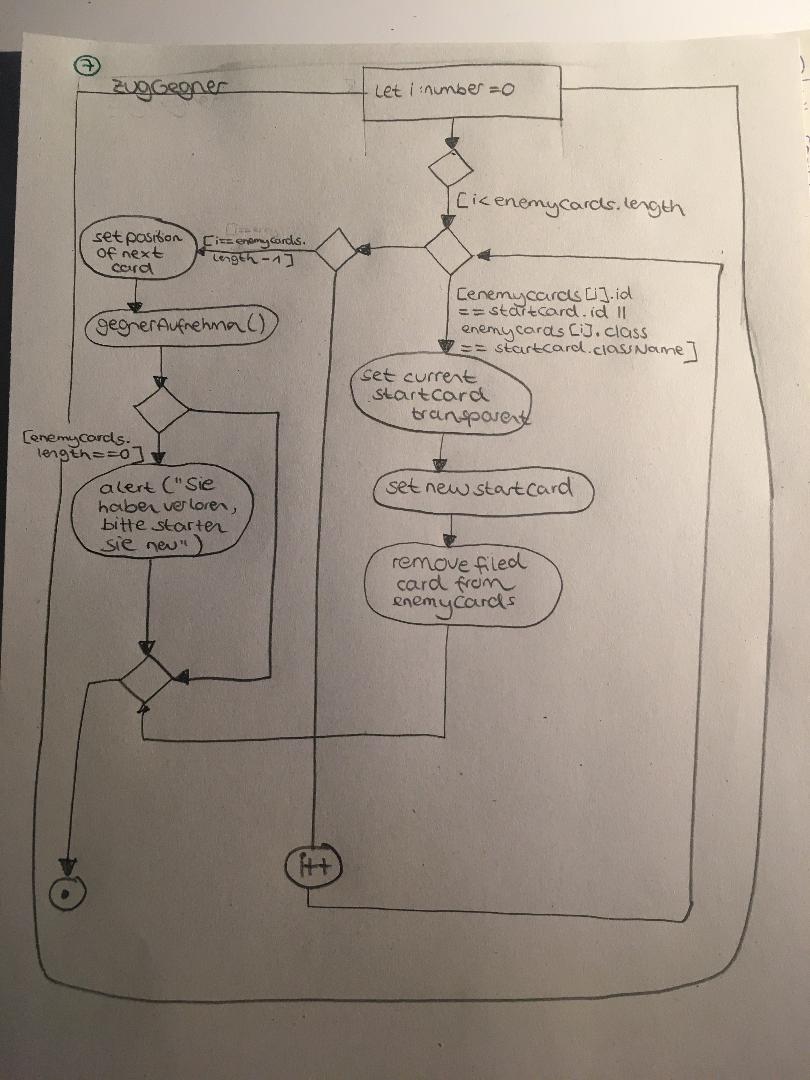 7
zugGegner
let i:number=0
[i<enemycards.length
[i==enemycards.
length-1]
set position
of next
card
gegnerAufnehmen()
[enemycards[i].id
== startcard.id ||
enemycards[i].class
== startcard.className]
set current
startcard
transparent
[enemycards.
length==0]
alert("Sie
haben verloren,
bitte starten
sie neu")
set new startcard
remove filed
card from
enemycards
i++